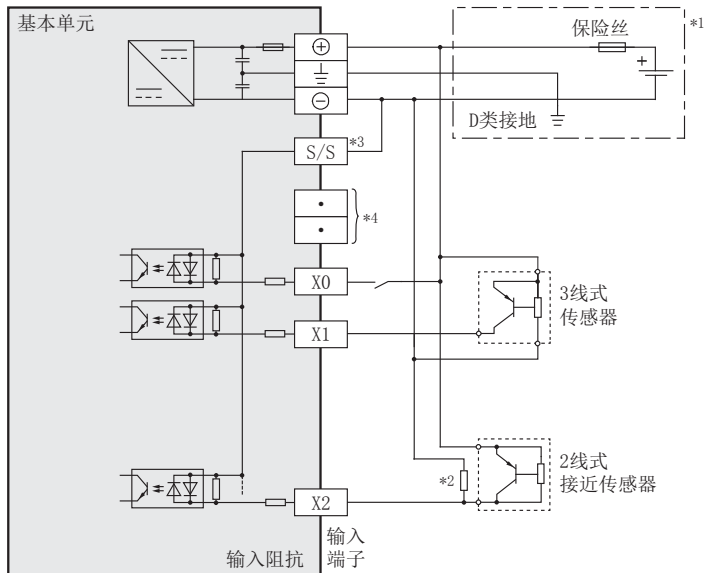 基本单元
保险丝
*1
+
D类接地
S/S
*3
*4
X0
X1
3线式
传感器
2线式
接近传感器
*2
X2
输入阻抗
输入
端子